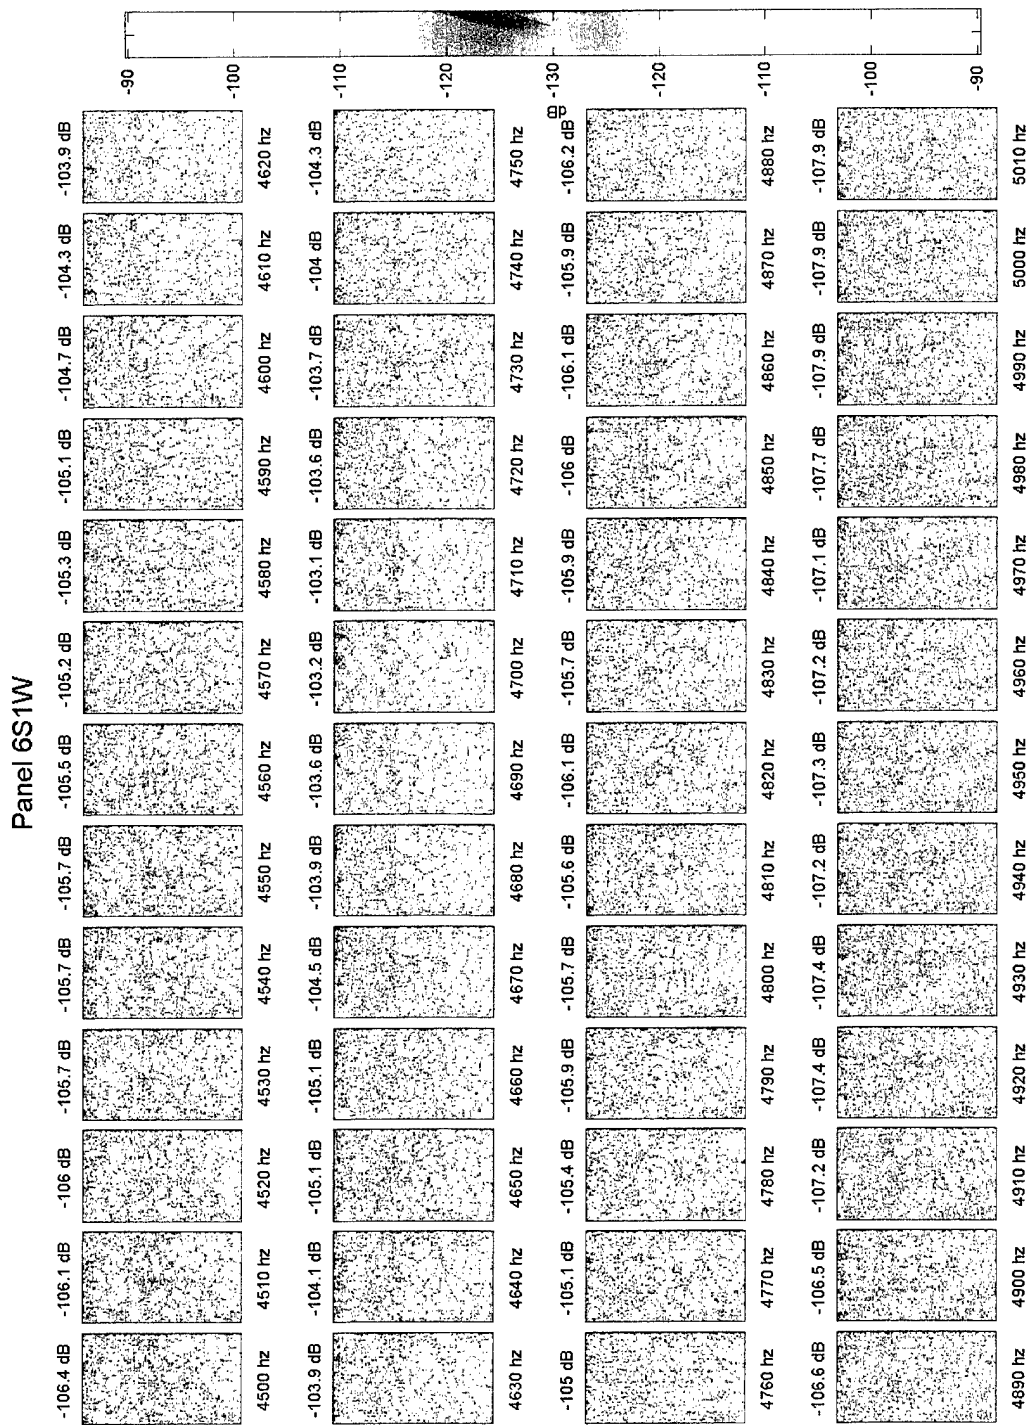 Panel 6S1W
-106.4 dB -106.1 dB -106 dB -105.7 dB -105.7 dB -105.7 dB -105.5 dB -105.2 dB -105.3 dB -105.1 dB -104.7 dB -104.3 dB -103.9 dB
4500 hz 4510 hz 4520 hz 4530 hz 4540 hz 4550 hz 4560 hz 4570 hz 4580 hz 4590 hz 4600 hz 4610 hz 4620 hz
-103.9 dB -104.1 dB -105.1 dB -105.1 dB -104.5 dB -103.9 dB -103.6 dB -103.2 dB -103.1 dB -103.6 dB -103.7 dB -104 dB -104.3 dB
4630 hz 4640 hz 4650 hz 4660 hz 4670 hz 4680 hz 4690 hz 4700 hz 4710 hz 4720 hz 4730 hz 4740 hz 4750 hz
-105 dB -105.1 dB -105.4 dB -105.9 dB -105.7 dB -105.6 dB -106.1 dB -105.7 dB -105.9 dB -106 dB -106.1 dB -105.9 dB -106.2 dB
4760 hz 4770 hz 4780 hz 4790 hz 4800 hz 4810 hz 4820 hz 4830 hz 4840 hz 4850 hz 4860 hz 4870 hz 4880 hz
-106.6 dB -106.5 dB -107.2 dB -107.4 dB -107.4 dB -107.2 dB -107.3 dB -107.2 dB -107.1 dB -107.7 dB -107.9 dB -107.9 dB -107.9 dB
4890 hz 4900 hz 4910 hz 4920 hz 4930 hz 4940 hz 4950 hz 4960 hz 4970 hz 4980 hz 4990 hz 5000 hz 5010 hz
-90
-100
-110
-120
-130
dB
-120
-110
-100
-90